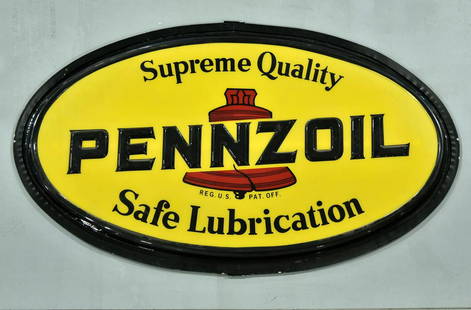 Supreme Quality
PENNZOIL
REG. U.S. PAT. OFF
Safe Lubrication